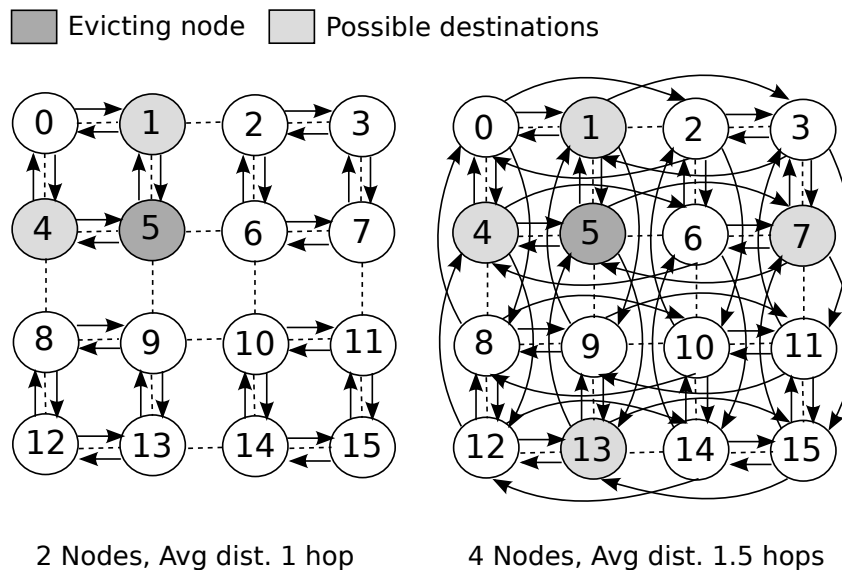 Evicting node Possible destinations
0 1 2 3 0 1 2 3
4 5 6 7 4 5 6 7
8 9 10 11 8 9 10 11
12 13 14 15 12 13 14 15
2 Nodes, Avg dist. 1 hop 4 Nodes, Avg dist. 1.5 hops